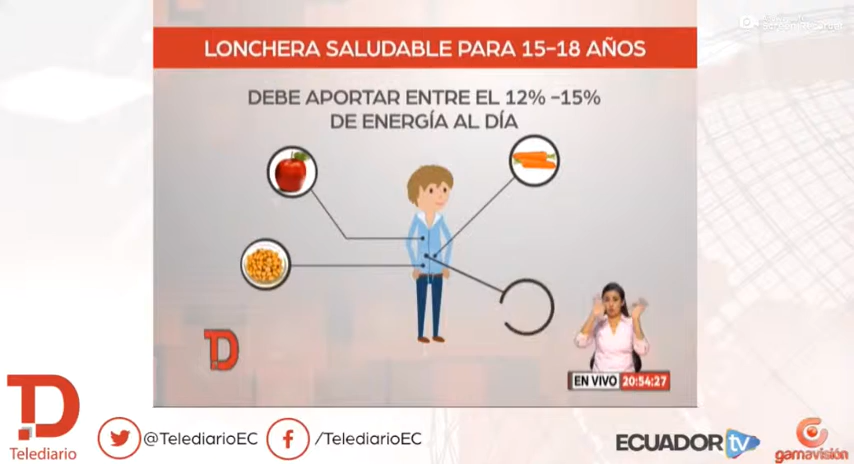 LONCHERA SALUDABLE PARA 15-18 AÑOS
DEBE APORTAR ENTRE EL 12% -15%
DE ENERGÍA AL DÍA
EN VIVO 20:54:27
Telediario
@TelediarioEC
/TelediarioEC
ECUADOR tv
gamavisión